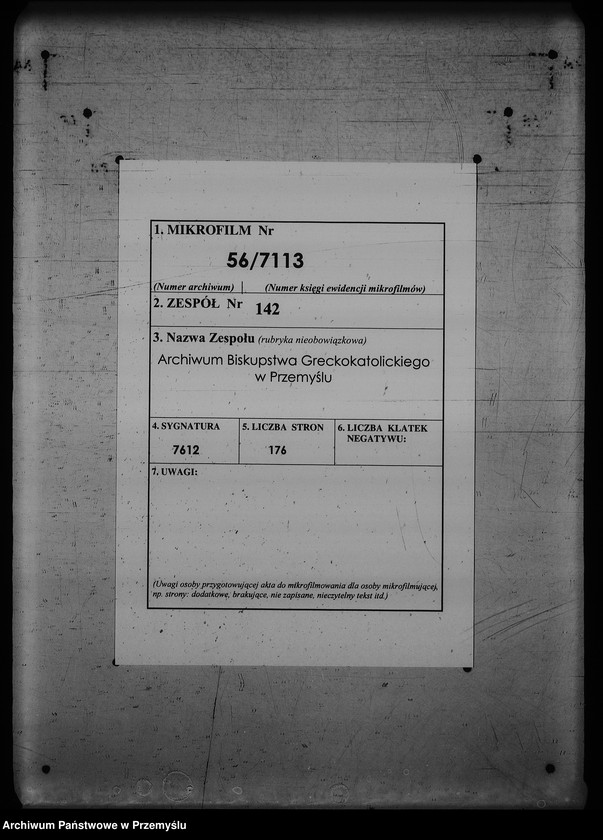 1. MIKROFILM Nr
56/7113
(Numer archiwum) | (Numer księgi ewidencji mikrofilmów)
2. ZESPÓŁ Nr 142
3. Nazwa Zespołu (rubryka nieobowiązkowa)
Archiwum Biskupstwa Greckokatolickiego
w Przemyślu
4. SYGNATURA
7612
5. LICZBA STRON
176
6. LICZBA KLATEK
NEGATYWU:
7. UWAGI:
(Uwagi osoby przygotowującej akta do mikrofilmowania dla osoby mikrofilmującej,
np. strony: dodatkowe, brakujące, nie zapisane, nieczytelny tekst itd.)
Archiwum Państwowe w Przemyślu